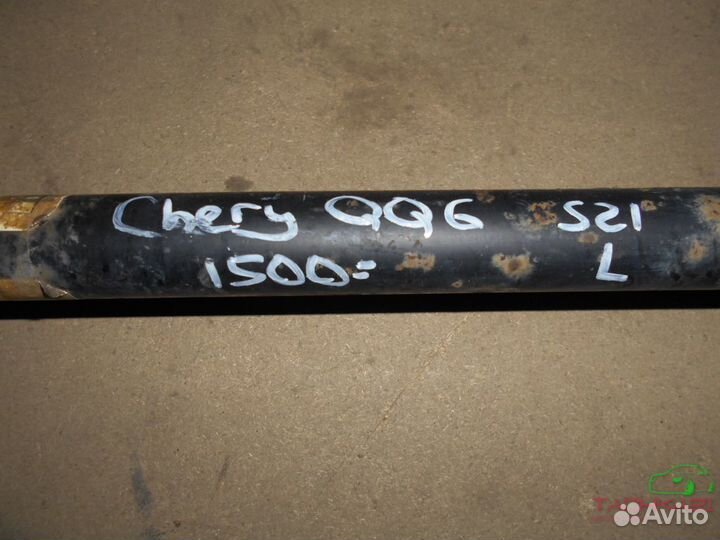 Chery QQ6 S21
1500= L
Avito